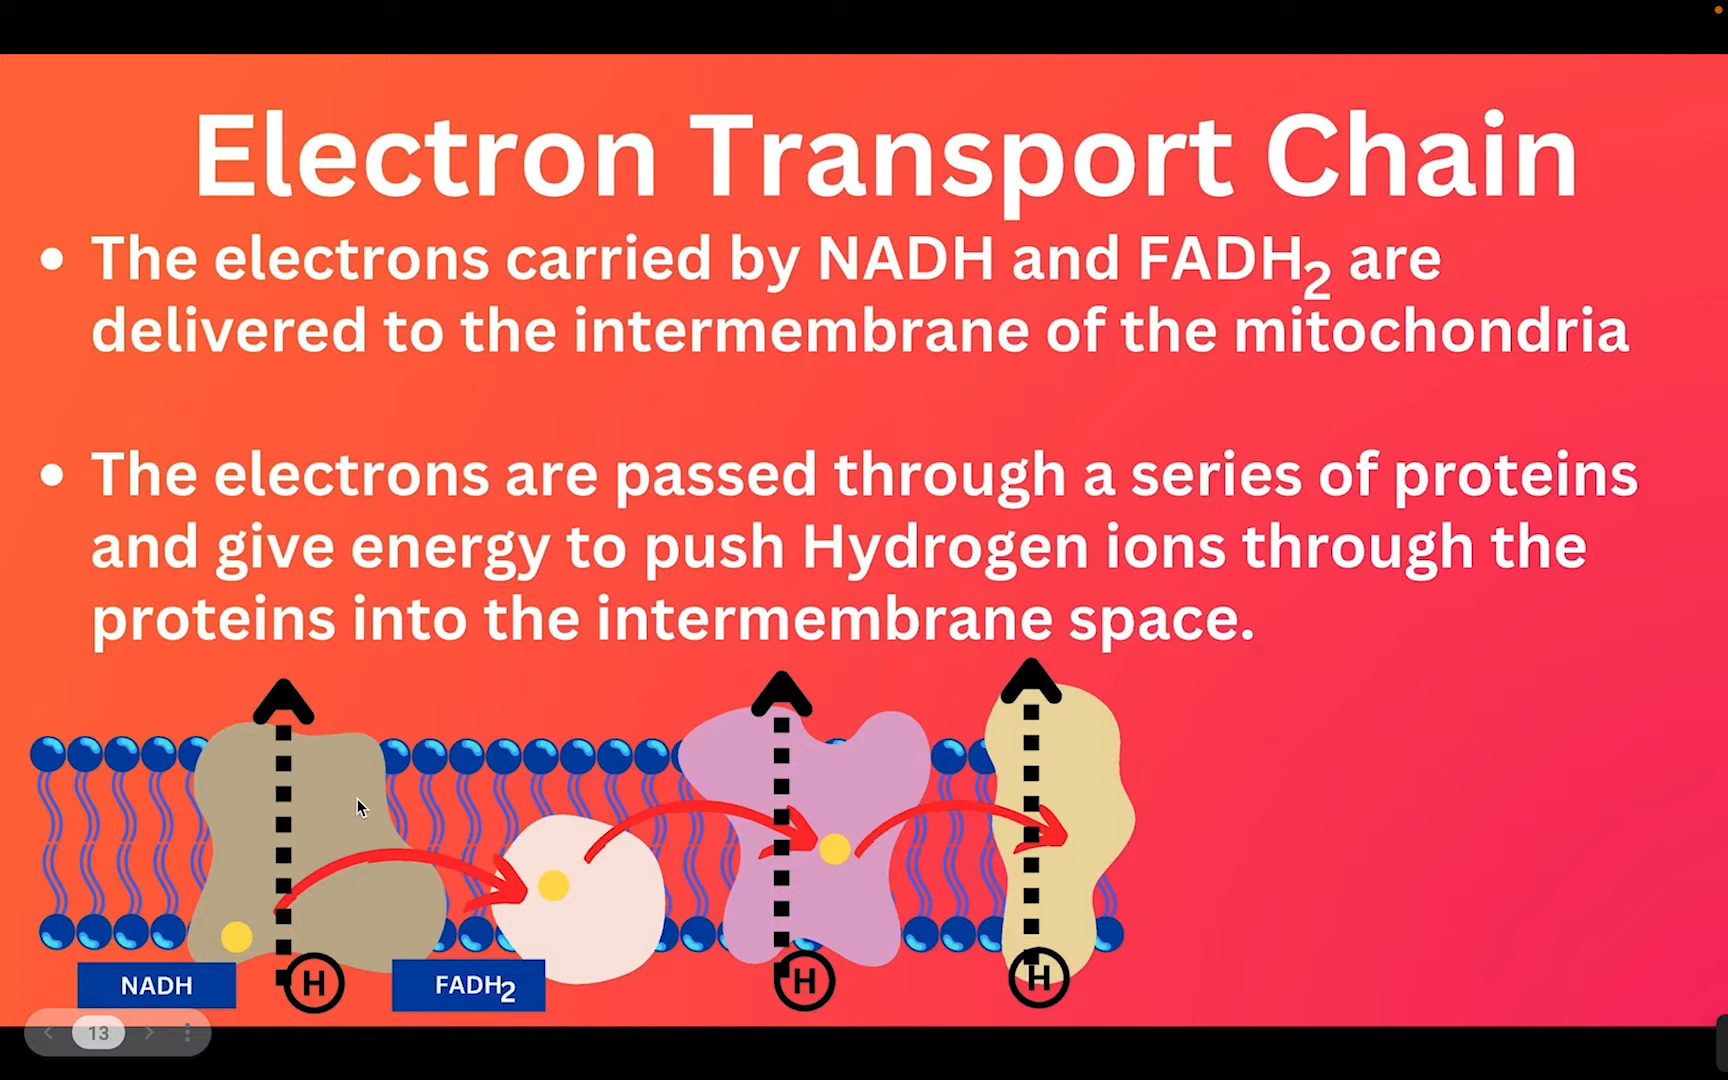 Electron Transport Chain
• The electrons carried by NADH and FADH₂ are
delivered to the intermembrane of the mitochondria
• The electrons are passed through a series of proteins
and give energy to push Hydrogen ions through the
proteins into the intermembrane space.
NADH
H
FADH₂
H
H
13